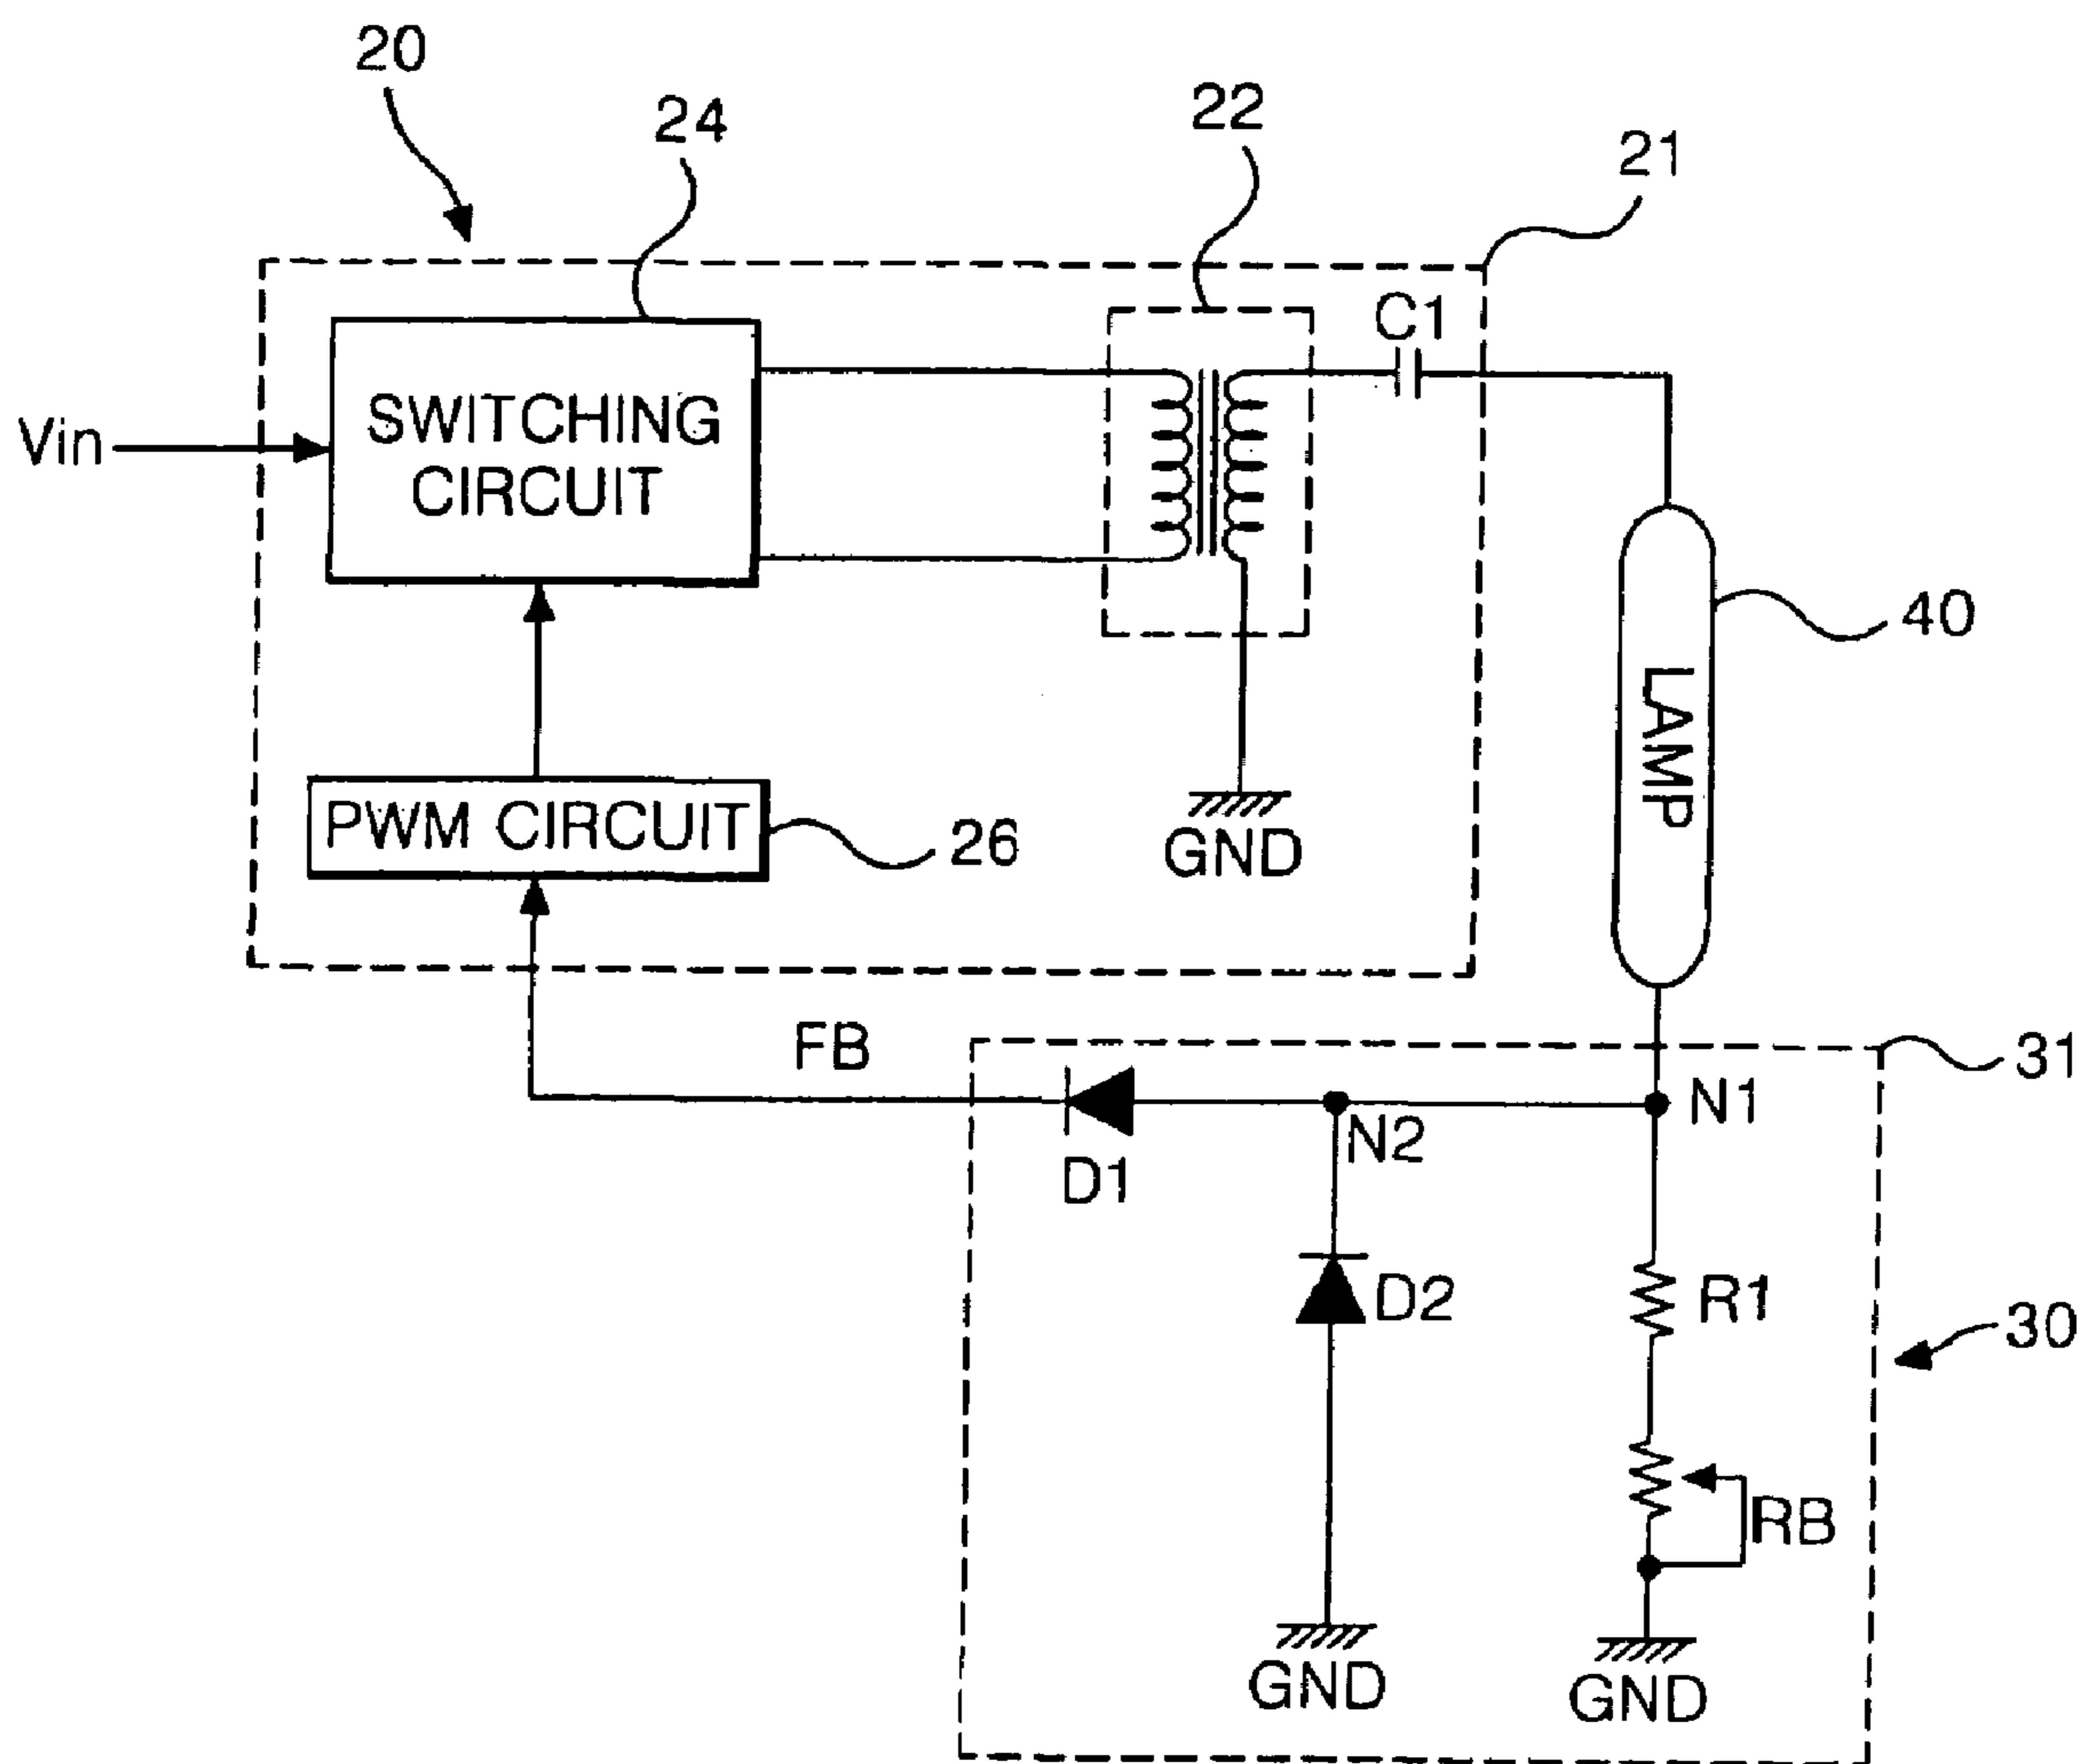 20
24
22
21
C1
Vin
SWITCHING
CIRCUIT
40
LAMP
PWM CIRCUIT
26
GND
FB
31
N1
N2
D1
D2
R1
30
RB
GND
GND